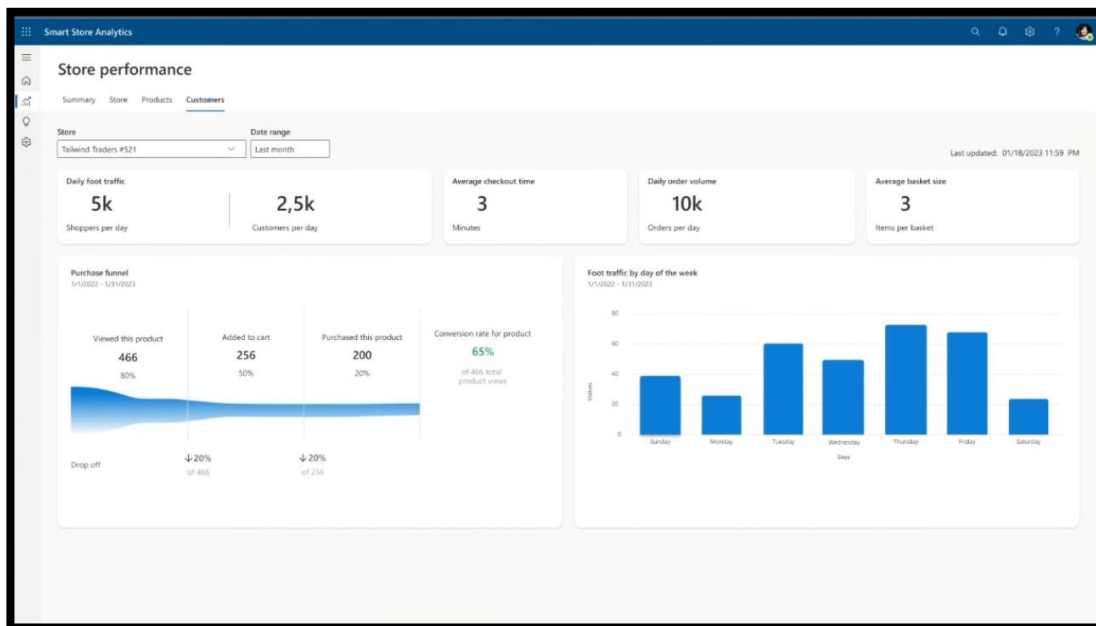 Smart Store Analytics
?
Store performance
Summary Store Products Customers
Store
Tailwind Traders #521
Date range
Last month
Last updated: 01/18/2023 11:59 PM
Daily foot traffic
5k
Shoppers per day
2,5k
Customers per day
Average checkout time
3
Minutes
Daily order volume
10k
Orders per day
Average basket size
3
Items per basket
Purchase funnel
1/1/2022 - 1/31/2023
Viewed this product
466
80%
Added to cart
256
50%
Purchased this product
200
20%
Conversion rate for product
65%
of 466 total
product views
Drop off
↓20%
of 466
↓20%
of 256
Foot traffic by day of the week
1/1/2022 - 1/31/2023
80
60
40
20
0
Visitors
Sunday Monday Tuesday Wednesday Thursday Friday Saturday
Days